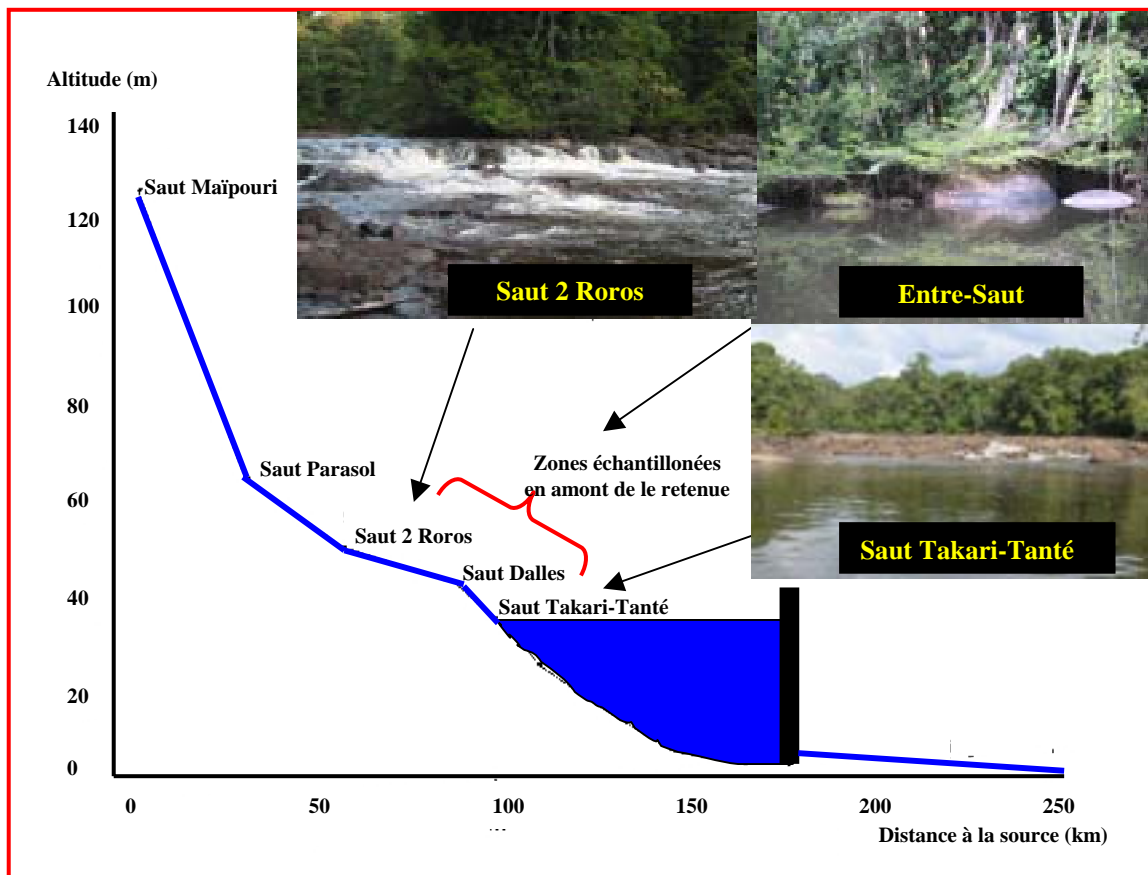 Altitude (m)
140
120
100
80
60
40
20
0
Saut Maïpouri
Saut Parasol
Saut 2 Roros
Saut Dalles
Saut Takari-Tanté
Saut 2 Roros
Entre-Saut
Zones échantillonées
en amont de le retenue
Saut Takari-Tanté
0 50 100 150 200 250
Distance à la source (km)